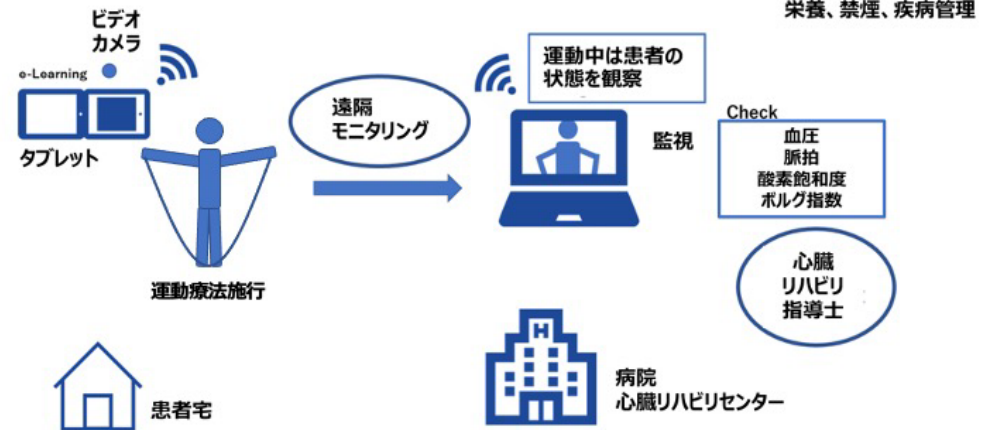 栄養、禁煙、疾病管理
ビデオ
カメラ
e-Learning
タブレット
運動療法施行
遠隔
モニタリング
運動中は患者の
状態を観察
監視
Check
血圧
脈拍
酸素飽和度
ボルグ指数
心臓
リハビリ
指導士
患者宅
H
病院
心臓リハビリセンター